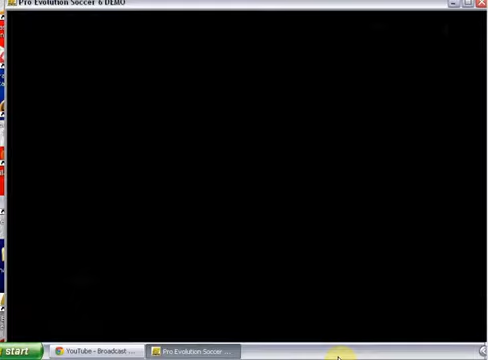 Pro Evolution Soccer 6 DEMO
start
YouTube - Broadcast ...
Pro Evolution Soccer ...